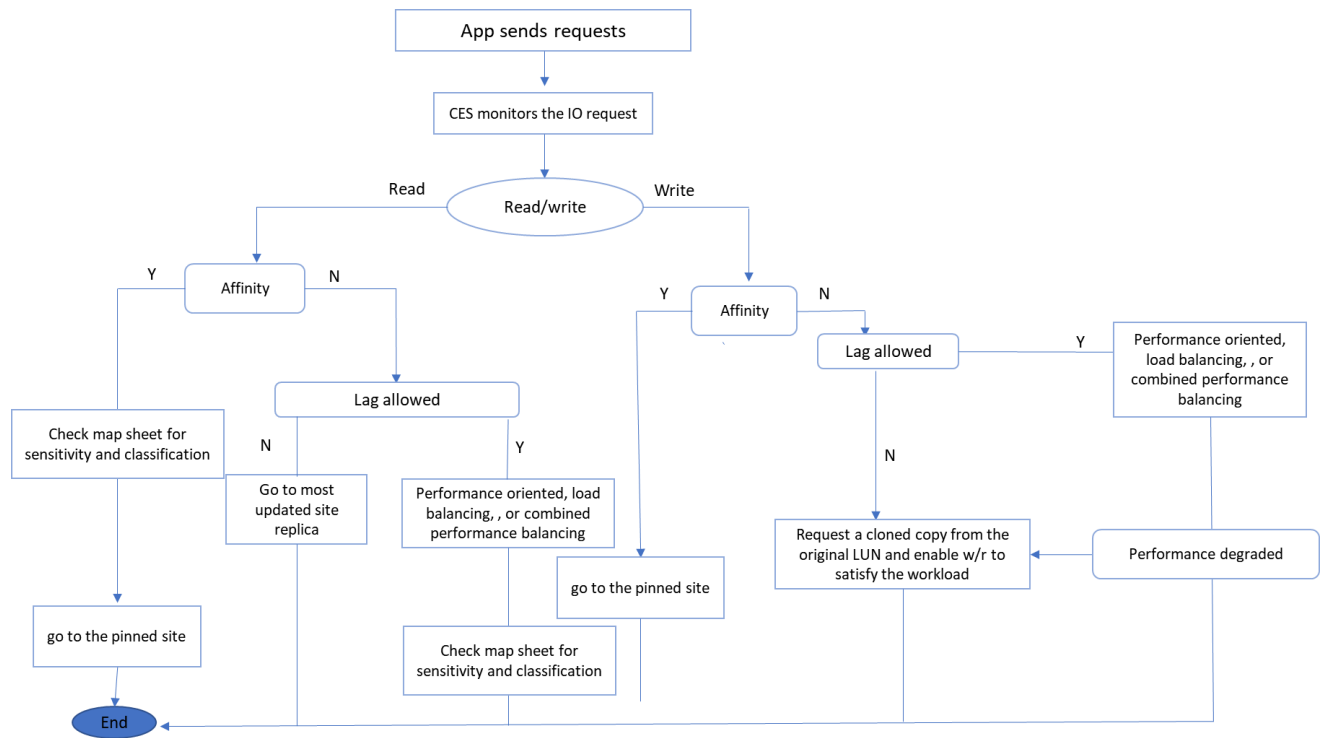 App sends requests
CES monitors the IO request
Read
Write
Read/write
Y
Affinity
N
Y
Affinity
N
Lag allowed
Y
Performance oriented,
load balancing, , or
combined performance
balancing
Lag allowed
Check map sheet for
sensitivity and classification
N
Y
N
Go to most
updated site
replica
Performance oriented, load
balancing, , or combined
performance balancing
Request a cloned copy from the
original LUN and enable w/r to
satisfy the workload
Performance degraded
go to the pinned site
go to the pinned site
Check map sheet for
sensitivity and classification
End